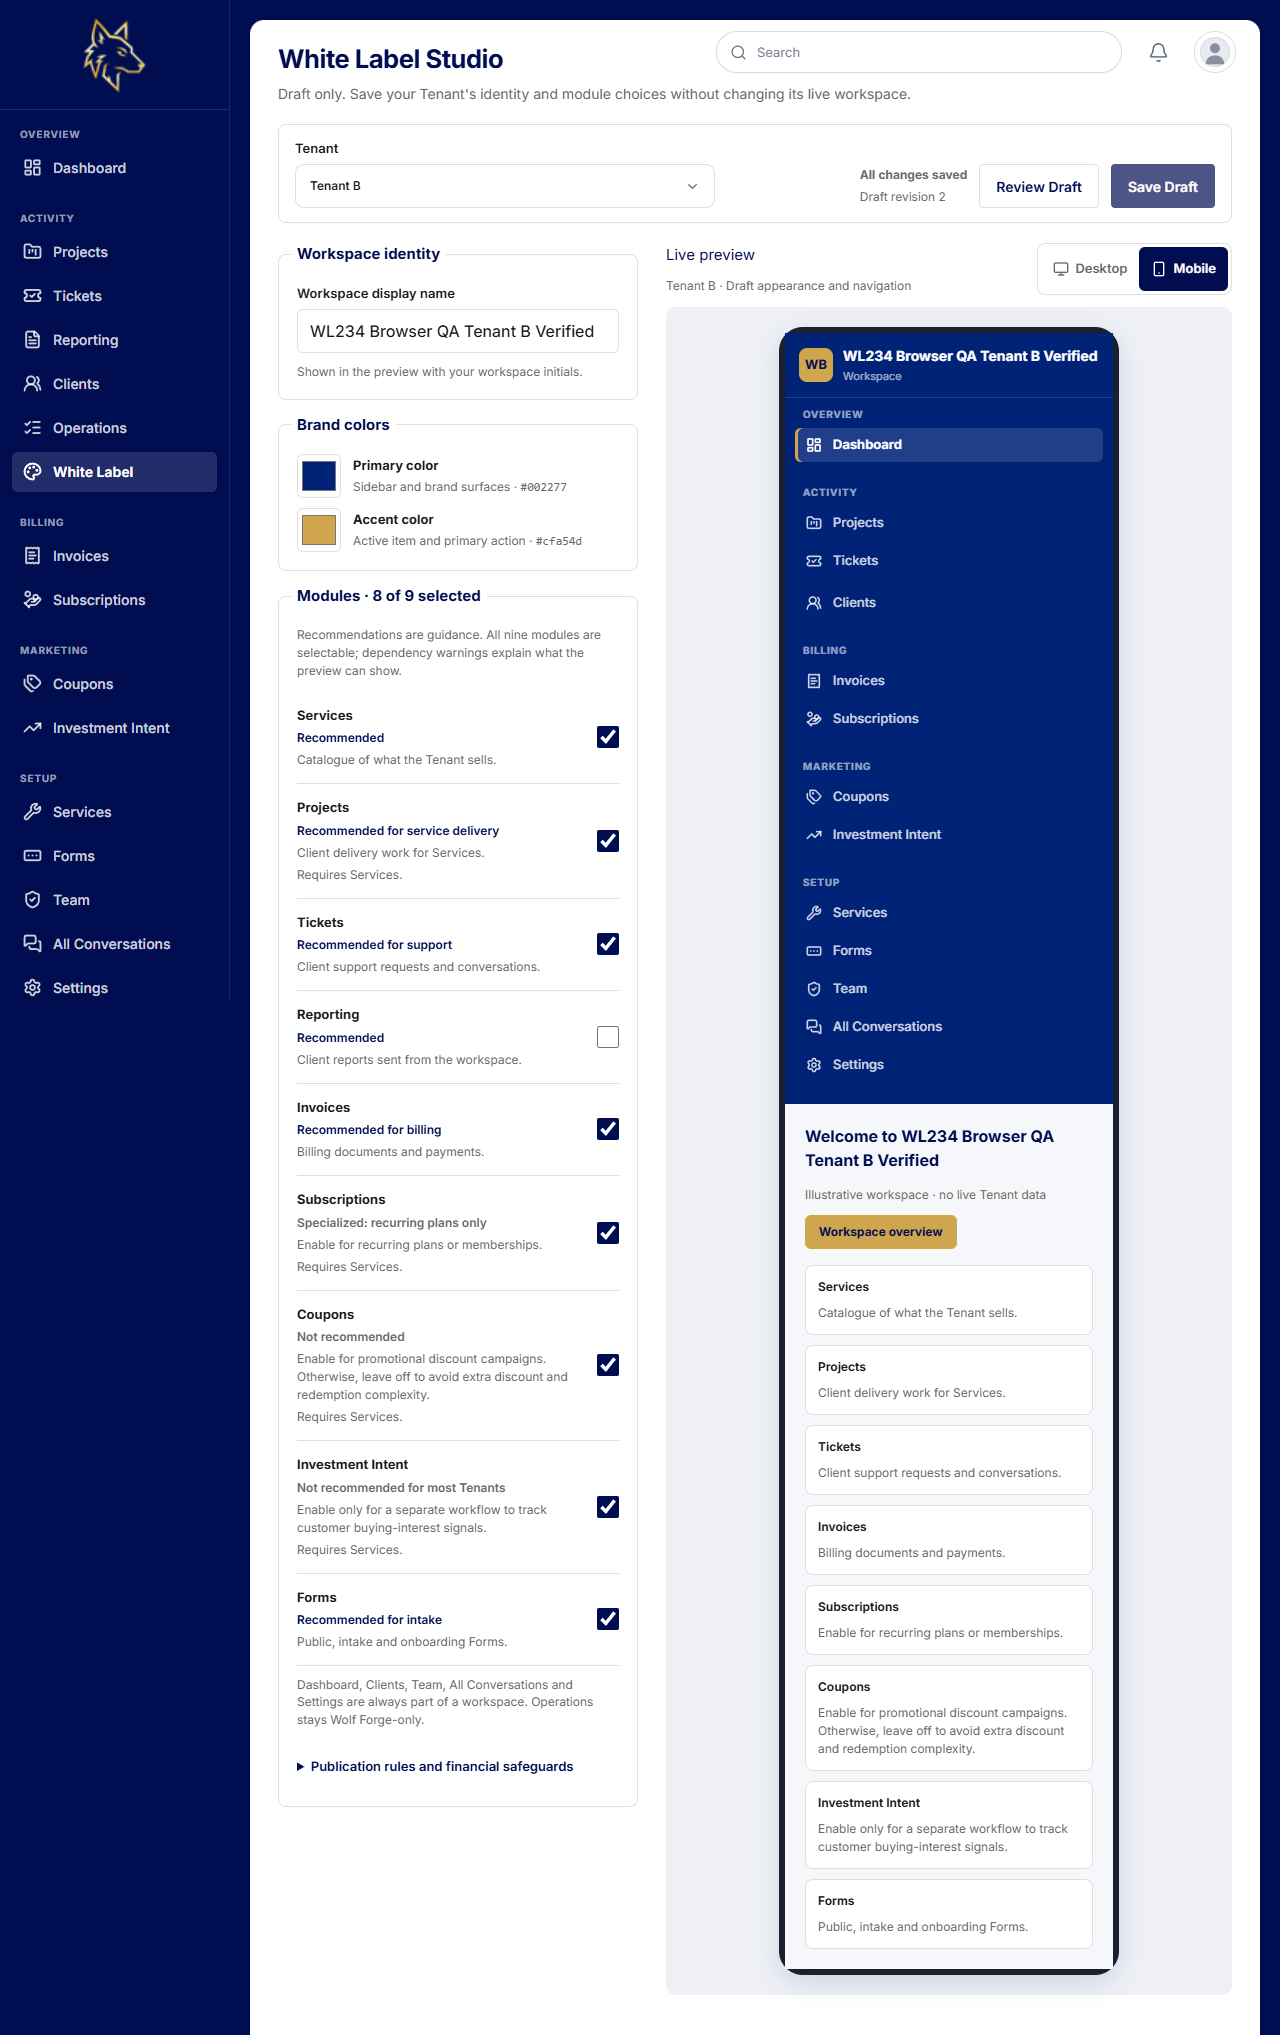 OVERVIEW
Dashboard
ACTIVITY
Projects
Tickets
Reporting
Clients
Operations
White Label
BILLING
Invoices
Subscriptions
MARKETING
Coupons
Investment Intent
SETUP
Services
Forms
Team
All Conversations
Settings
White Label Studio
Search
Draft only. Save your Tenant's identity and module choices without changing its live workspace.
Tenant
Tenant B
All changes saved
Draft revision 2
Review Draft
Save Draft
Workspace identity
Workspace display name
WL234 Browser QA Tenant B Verified
Shown in the preview with your workspace initials.
Brand colors
Primary color
Sidebar and brand surfaces · #002277
Accent color
Active item and primary action · #cfa54d
Modules · 8 of 9 selected
Recommendations are guidance. All nine modules are
selectable; dependency warnings explain what the
preview can show.
Services
Recommended
Catalogue of what the Tenant sells.
Projects
Recommended for service delivery
Client delivery work for Services.
Requires Services.
Tickets
Recommended for support
Client support requests and conversations.
Reporting
Recommended
Client reports sent from the workspace.
Invoices
Recommended for billing
Billing documents and payments.
Subscriptions
Specialized: recurring plans only
Enable for recurring plans or memberships.
Requires Services.
Coupons
Not recommended
Enable for promotional discount campaigns.
Otherwise, leave off to avoid extra discount and
redemption complexity.
Requires Services.
Investment Intent
Not recommended for most Tenants
Enable only for a separate workflow to track
customer buying-interest signals.
Requires Services.
Forms
Recommended for intake
Public, intake and onboarding Forms.
Dashboard, Clients, Team, All Conversations and
Settings are always part of a workspace. Operations
stays Wolf Forge-only.
Publication rules and financial safeguards
Live preview
Tenant B · Draft appearance and navigation
Desktop
Mobile
WB
WL234 Browser QA Tenant B Verified
Workspace
OVERVIEW
Dashboard
ACTIVITY
Projects
Tickets
Clients
BILLING
Invoices
Subscriptions
MARKETING
Coupons
Investment Intent
SETUP
Services
Forms
Team
All Conversations
Settings
Welcome to WL234 Browser QA
Tenant B Verified
Illustrative workspace · no live Tenant data
Workspace overview
Services
Catalogue of what the Tenant sells.
Projects
Client delivery work for Services.
Tickets
Client support requests and conversations.
Invoices
Billing documents and payments.
Subscriptions
Enable for recurring plans or memberships.
Coupons
Enable for promotional discount campaigns.
Otherwise, leave off to avoid extra discount
and redemption complexity.
Investment Intent
Enable only for a separate workflow to track
customer buying-interest signals.
Forms
Public, intake and onboarding Forms.